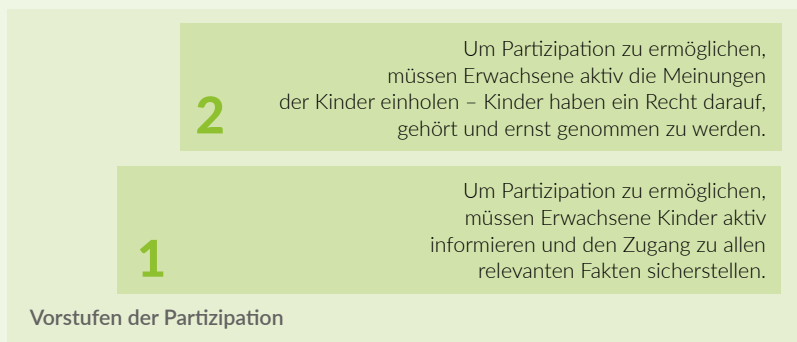 Um Partizipation zu ermöglichen,
müssen Erwachsene aktiv die Meinungen
der Kinder einholen – Kinder haben ein Recht darauf,
gehört und ernst genommen zu werden.
2
Um Partizipation zu ermöglichen,
müssen Erwachsene Kinder aktiv
informieren und den Zugang zu allen
relevanten Fakten sicherstellen.
1
Vorstufen der Partizipation